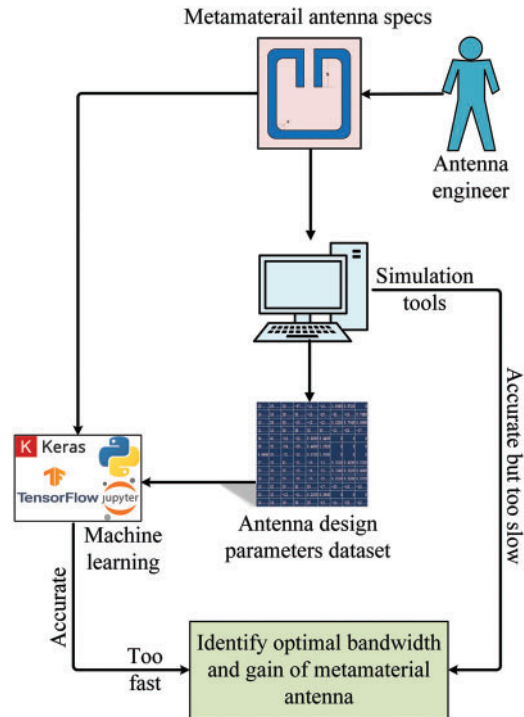 Metamaterail antenna specs
Antenna
engineer
Simulation
tools
Accurate but too slow
K Keras
TensorFlow
jupyter
Machine
learning
Antenna design
parameters dataset
Accurate
Too
fast
Identify optimal bandwidth
and gain of metamaterial
antenna